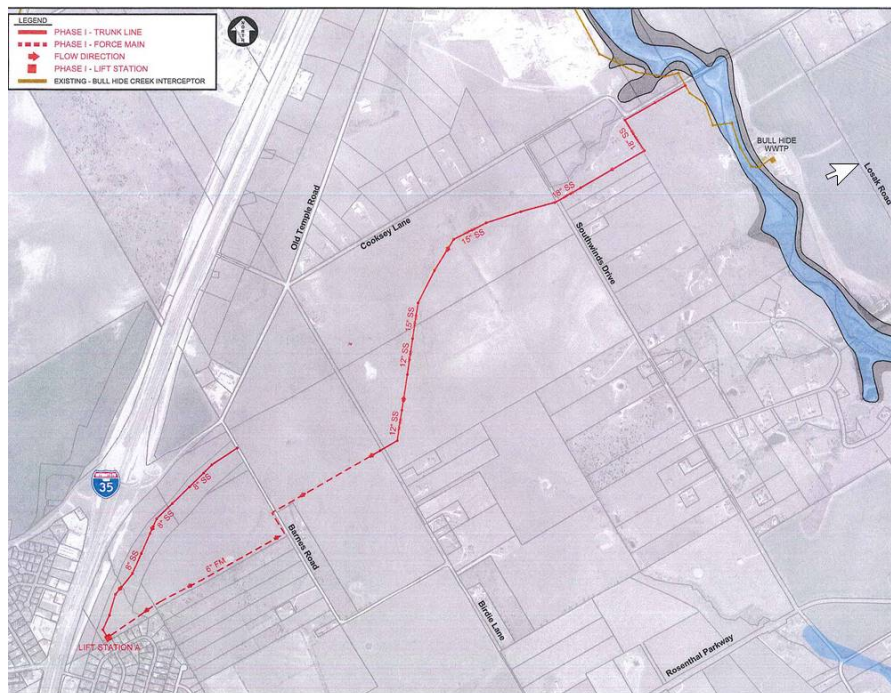 LEGEND
PHASE I - TRUNK LINE
PHASE I - FORCE MAIN
FLOW DIRECTION
PHASE I - LIFT STATION
EXISTING - BULL HIDE CREEK INTERCEPTOR
NORTH
BULL HIDE
WWTP
Losak Road
18" SS
18" SS
Old Temple Road
Cooksey Lane
15" SS
Southwinds Drive
15" SS
12" SS
12" SS
8" SS
35
8" SS
8" SS
Barnes Road
6" FM
Birdie Lane
LIFT STATION A
Rosenthal Parkway